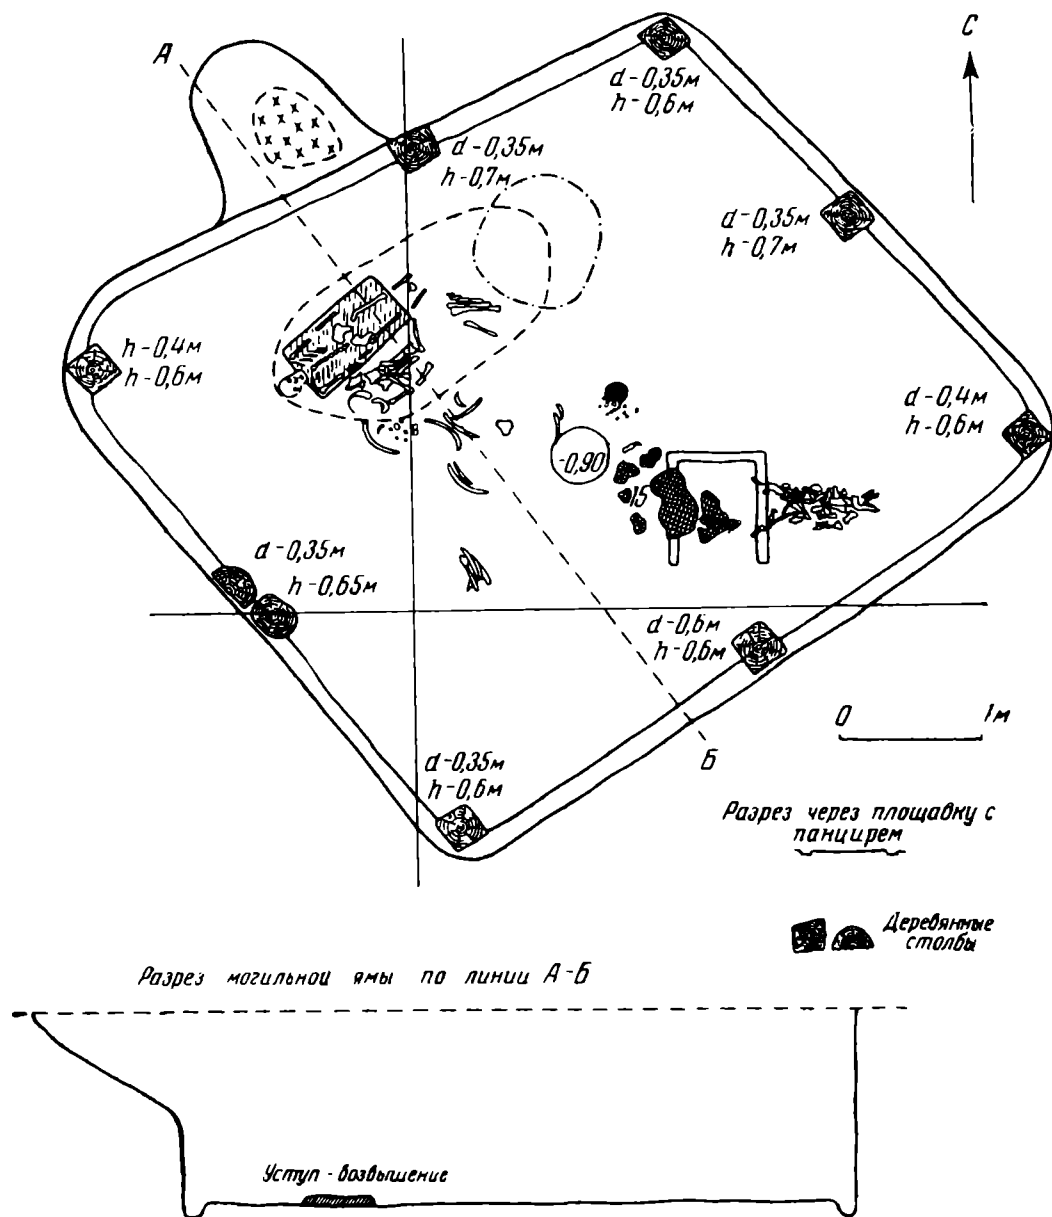 А
С
d-0,35м
h-0,6м
d-0,35м
h-0,7м
d-0,35м
h-0,7м
h-0,4м
h-0,6м
d-0,4м
h-0,6м
-0,90
15
d-0,35м
h-0,65м
d-0,6м
h-0,6м
0 1м
Б
d-0,35м
h-0,6м
Разрез через площадку с
панцирем
Деревянные
столбы
Разрез могильной ямы по линии А-Б
Уступ-возвышение